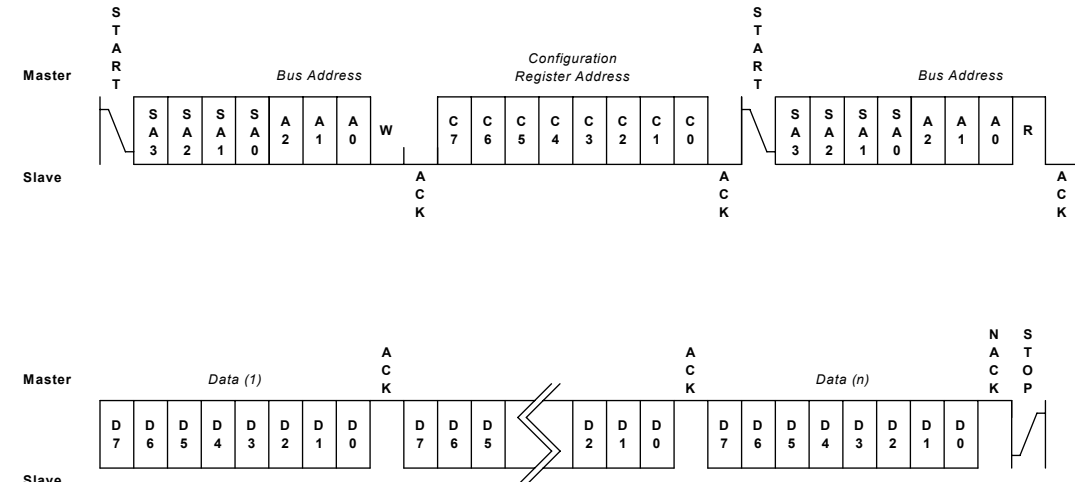 START
START
Configuration
Master Bus Address Register Address Bus Address
SA3 SA2 SA1 SA0 A2 A1 A0 W C7 C6 C5 C4 C3 C2 C1 C0 SA3 SA2 SA1 SA0 A2 A1 A0 R
Slave
ACK ACK ACK
ACK ACK NACK STOP
Master Data (1) Data (n)
D7 D6 D5 D4 D3 D2 D1 D0 D7 D6 D5 D2 D1 D0 D7 D6 D5 D4 D3 D2 D1 D0
Slave